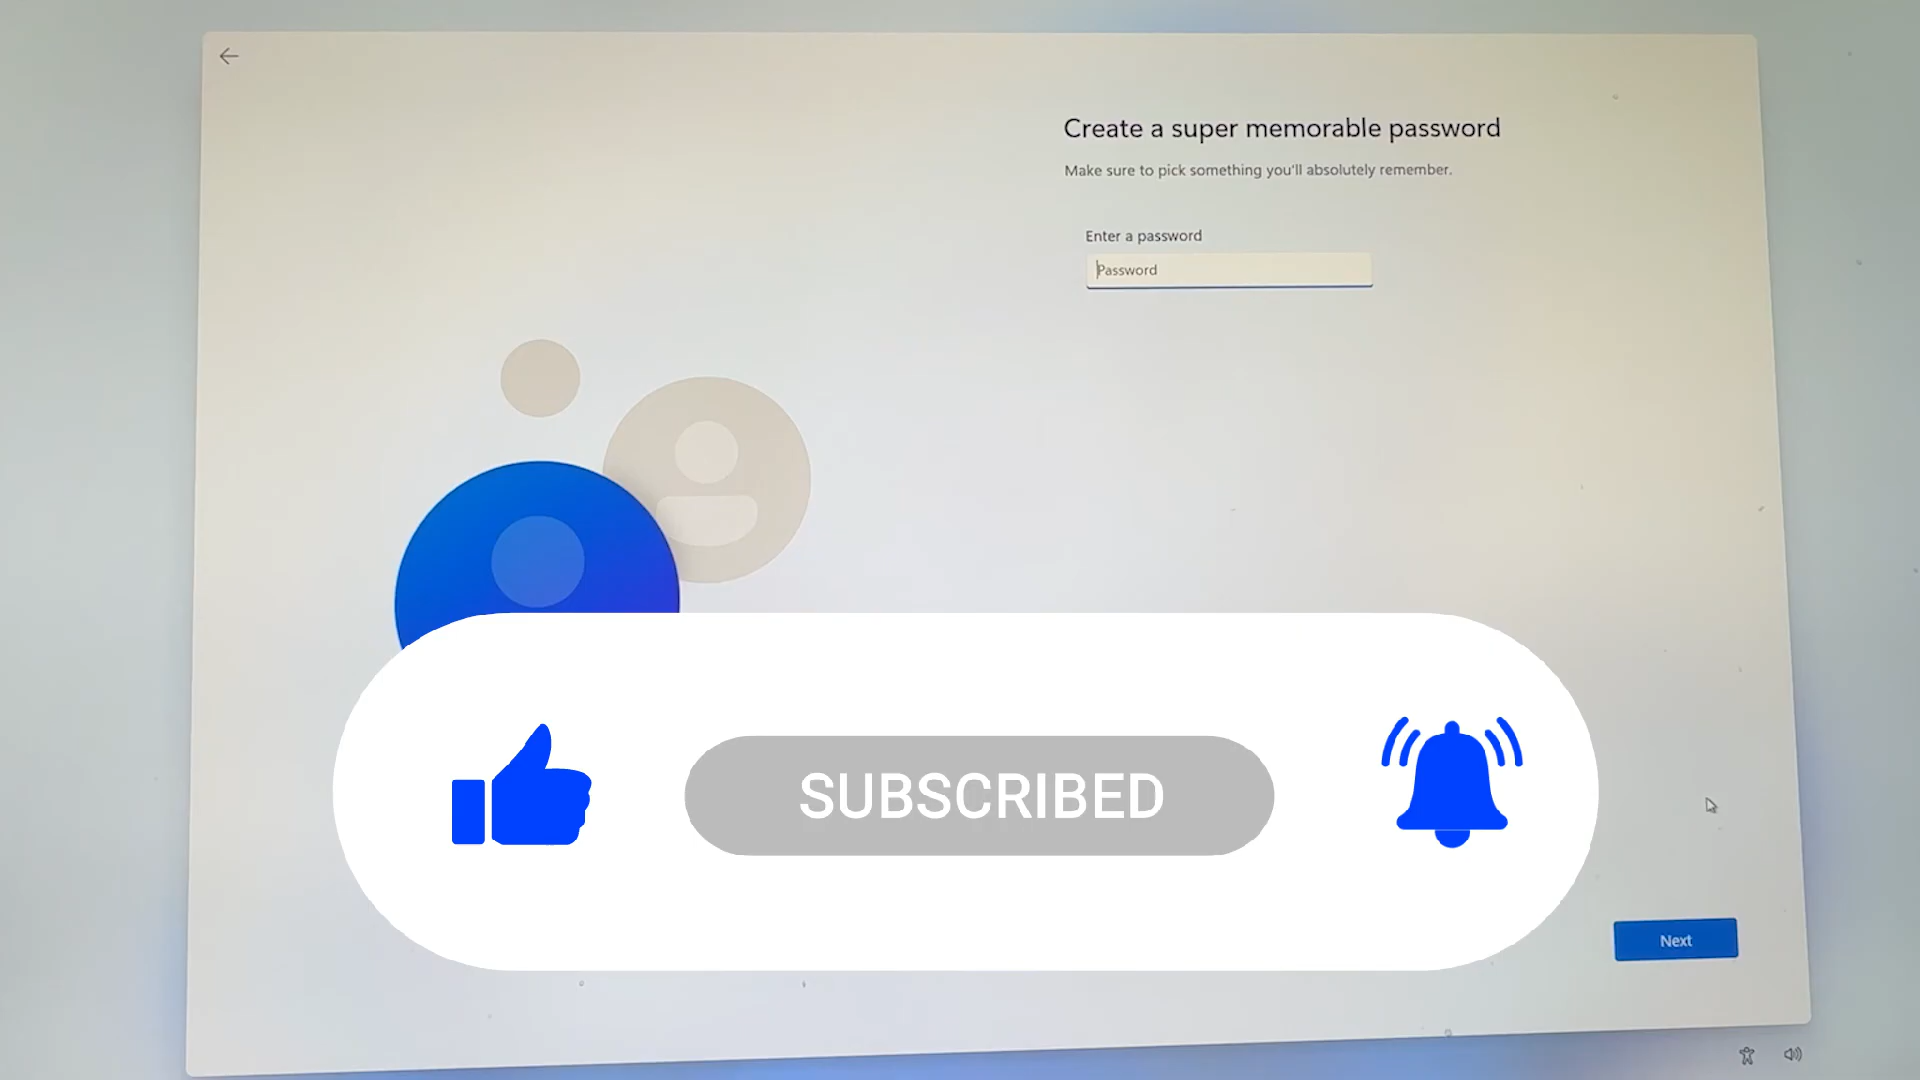 Create a super memorable password
Make sure to pick something you'll absolutely remember.
Enter a password
Password
SUBSCRIBED
Next